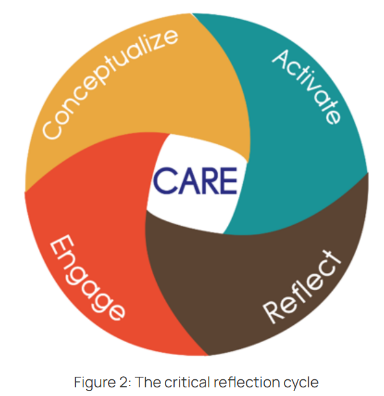 Conceptualize
Activate
CARE
Engage
Reflect
Figure 2: The critical reflection cycle